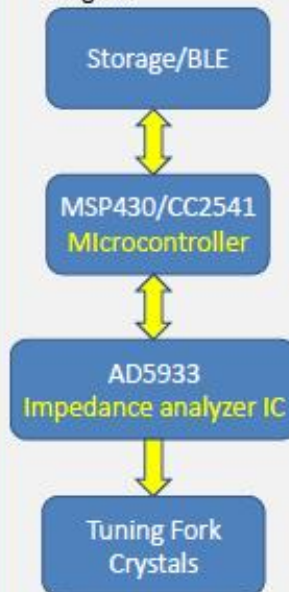 Storage/BLE
MSP430/CC2541
MIcrocontroller
AD5933
Impedance analyzer IC
Tuning Fork
Crystals